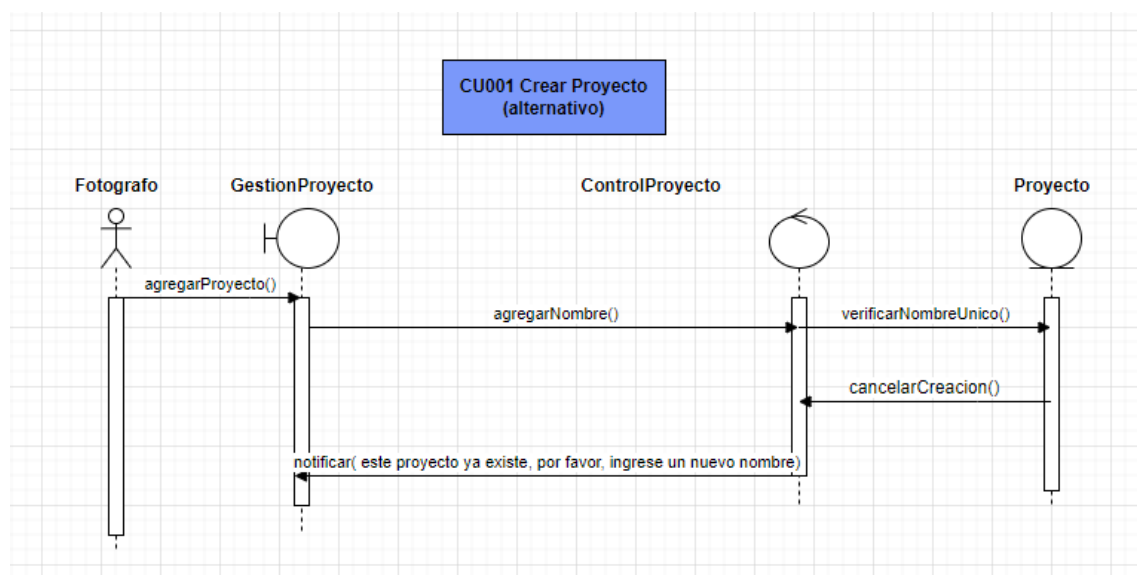 CU001 Crear Proyecto
(alternativo)
Fotografo
GestionProyecto
ControlProyecto
Proyecto
agregarProyecto()
agregarNombre()
verificarNombreUnico()
cancelarCreacion()
notificar( este proyecto ya existe, por favor, ingrese un nuevo nombre)